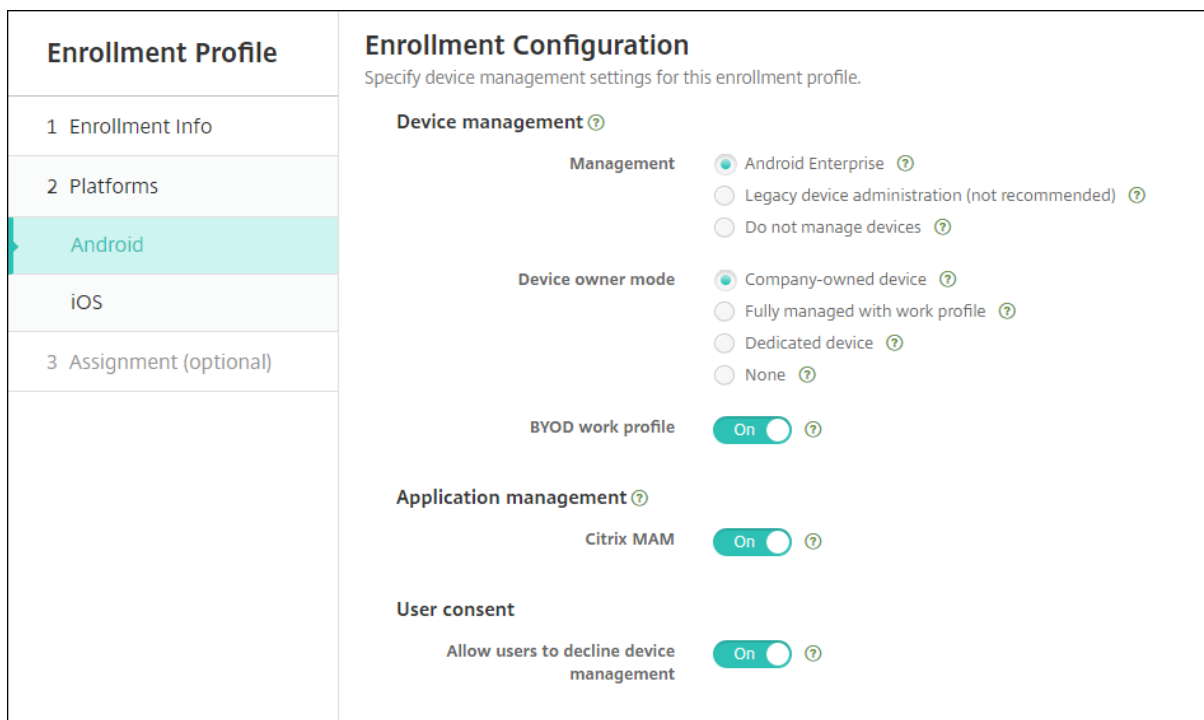 Enrollment Profile
1 Enrollment Info
2 Platforms
Android
iOS
3 Assignment (optional)
Enrollment Configuration
Specify device management settings for this enrollment profile.
Device management ?
Management
Android Enterprise ?
Legacy device administration (not recommended) ?
Do not manage devices ?
Device owner mode
Company-owned device ?
Fully managed with work profile ?
Dedicated device ?
None ?
BYOD work profile
On ?
Application management ?
Citrix MAM
On ?
User consent
Allow users to decline device
management
On ?